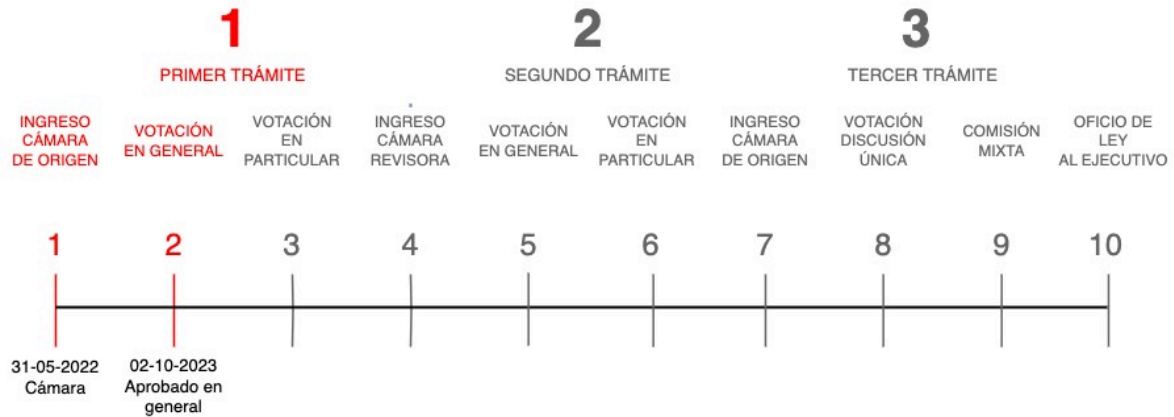 1
PRIMER TRÁMITE
2
SEGUNDO TRÁMITE
3
TERCER TRÁMITE
INGRESO
CÁMARA
DE ORIGEN
VOTACIÓN
EN GENERAL
VOTACIÓN
EN
PARTICULAR
INGRESO
CÁMARA
REVISORA
VOTACIÓN
EN GENERAL
VOTACIÓN
EN
PARTICULAR
INGRESO
CÁMARA
DE ORIGEN
VOTACIÓN
DISCUSIÓN
ÚNICA
COMISIÓN
MIXTA
OFICIO DE
LEY
AL EJECUTIVO
1 2 3 4 5 6 7 8 9 10
31-05-2022
Cámara
02-10-2023
Aprobado en
general